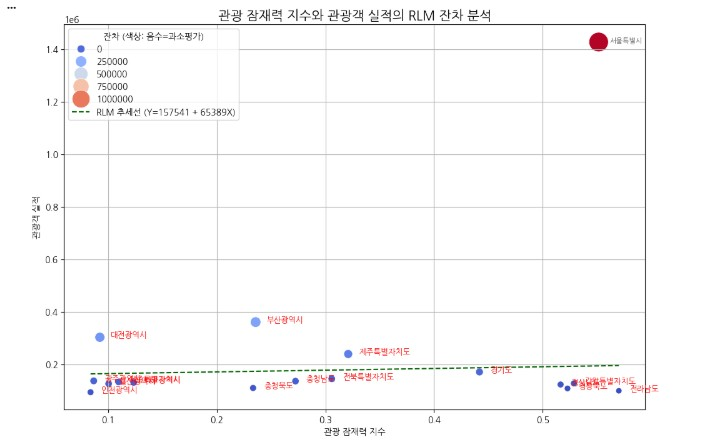 ...
관광 잠재력 지수와 관광객 실적의 RLM 잔차 분석
1e6
잔차 (색상: 음수=과소평가)
0
250000
500000
750000
1000000
RLM 추세선 (Y=157541 + 65389X)
서울특별시
1.4
1.2
1.0
0.8
0.6
0.4
0.2
관광객 실적
부산광역시
대전광역시
제주특별자치도
경기도
전북특별자치도
충청남도
충청북도
인천광역시
전라남도
0.1
0.2
0.3
0.4
0.5
관광 잠재력 지수